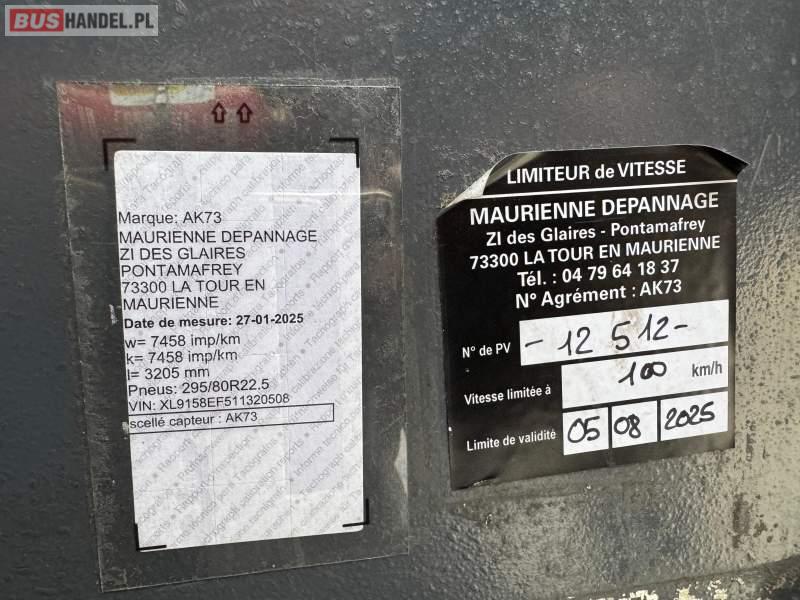 BUSHANDEL.PL
Marque: AK73
MAURIENNE DEPANNAGE
ZI DES GLAIRES
PONTAMAFREY
73300 LA TOUR EN
MAURIENNE
Date de mesure: 27-01-2025
w= 7458 imp/km
k= 7458 imp/km
l= 3205 mm
Pneus: 295/80R22.5
VIN: XL9158EF511320508
scellé capteur : AK73
LIMITEUR de VITESSE
MAURIENNE DEPANNAGE
ZI des Glaires - Pontamafrey
73300 LA TOUR EN MAURIENNE
Tél. : 04 79 64 18 37
N° Agrément : AK73
N° de PV - 12 512 -
Vitesse limitée à 100 km/h
Limite de validité 05 08 2025